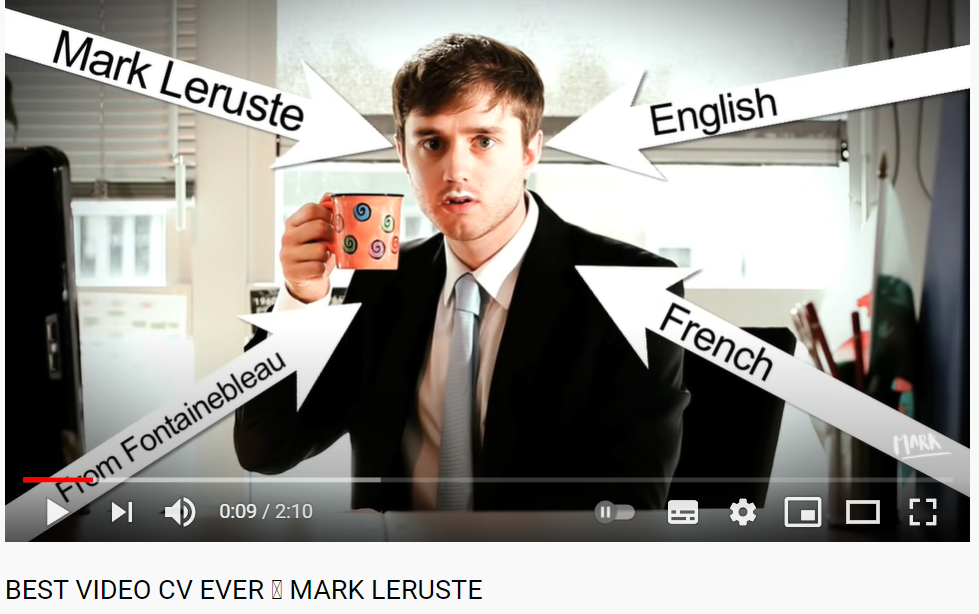 Mark Leruste
English
From Fontainebleau
French
MARK
0:09 / 2:10
BEST VIDEO CV EVER MARK LERUSTE